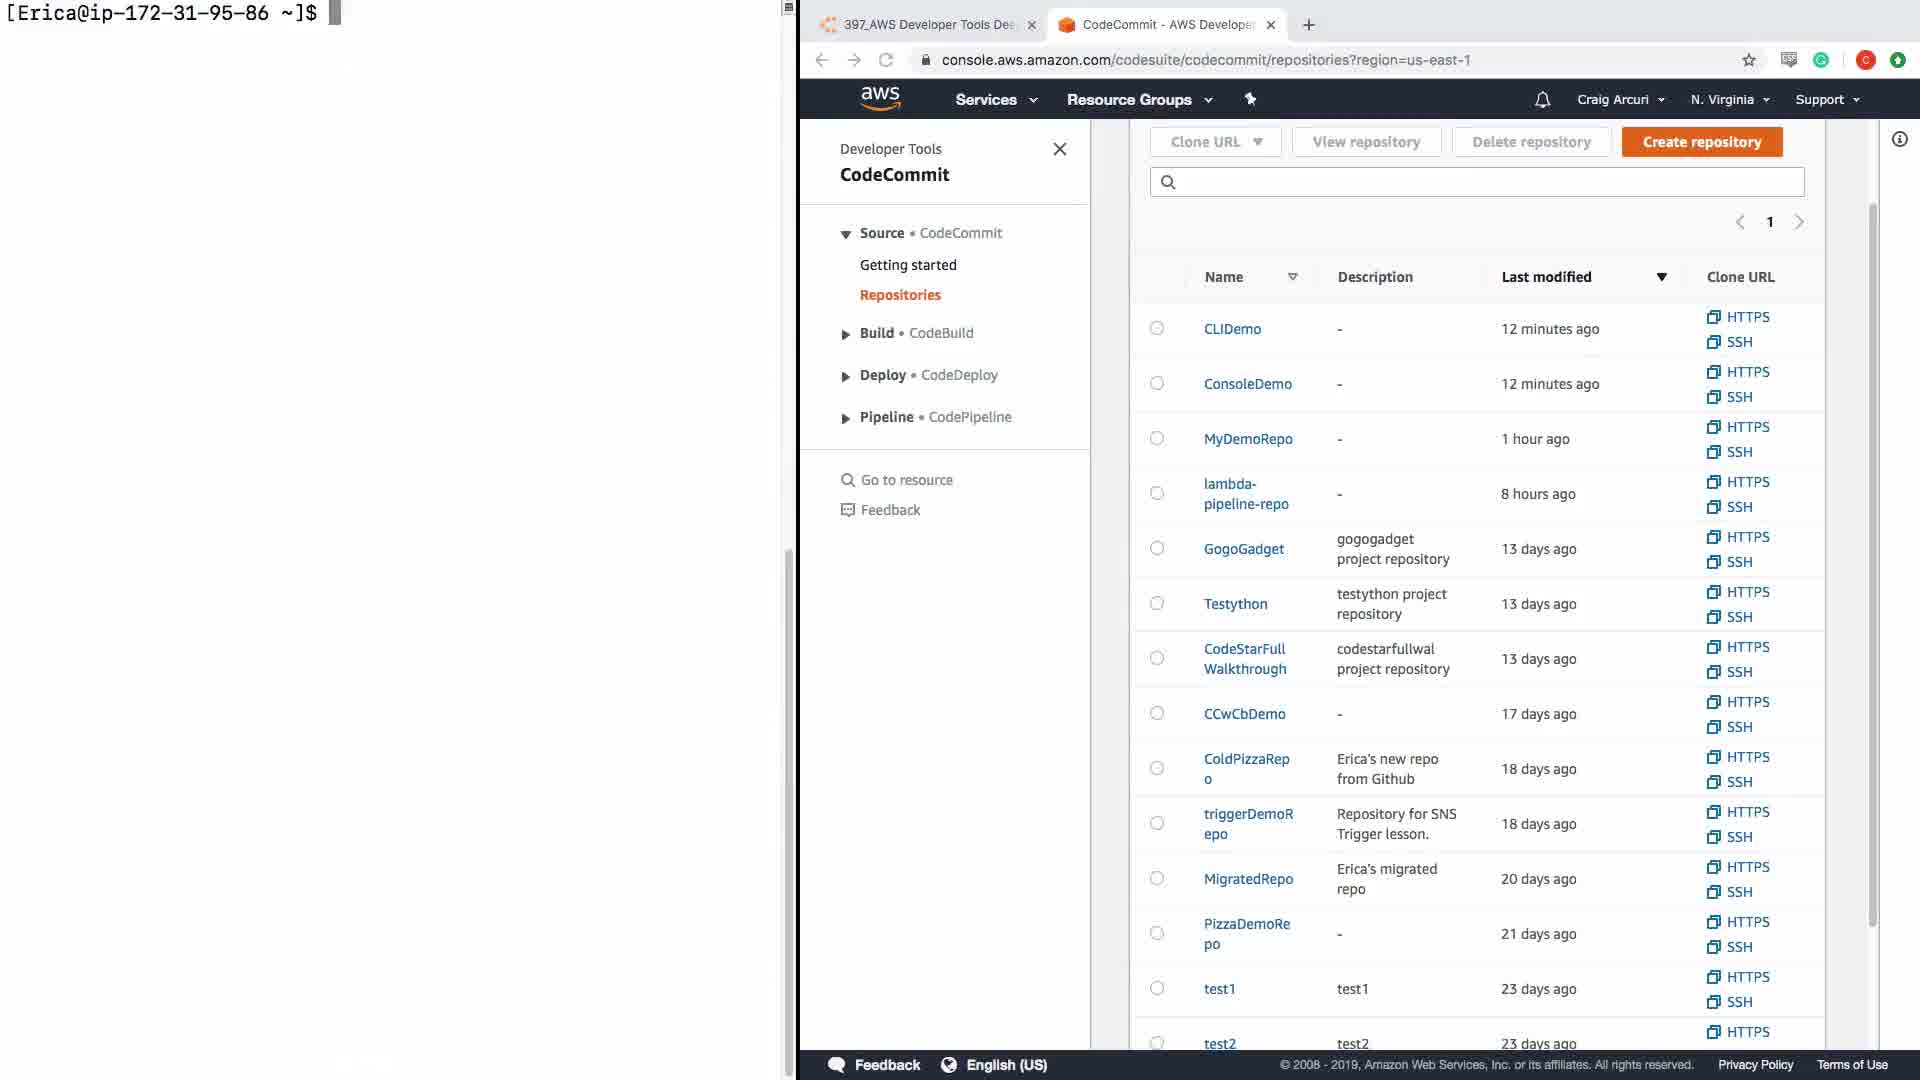 [Erica@ip-172-31-95-86 ~]$
397_AWS Developer Tools Dee
CodeCommit - AWS Developer
console.aws.amazon.com/codesuite/codecommit/repositories?region=us-east-1
C
aws
Services
Resource Groups
Craig Arcuri
N. Virginia
Support
Developer Tools
CodeCommit
Source • CodeCommit
Getting started
Repositories
Build • CodeBuild
Deploy • CodeDeploy
Pipeline • CodePipeline
Go to resource
Feedback
Clone URL
View repository
Delete repository
Create repository
1
Name
Description
Last modified
Clone URL
CLIDemo
-
12 minutes ago
HTTPS
SSH
ConsoleDemo
-
12 minutes ago
HTTPS
SSH
MyDemoRepo
-
1 hour ago
HTTPS
SSH
lambda-
pipeline-repo
-
8 hours ago
HTTPS
SSH
GogoGadget
gogogadget
project repository
13 days ago
HTTPS
SSH
Testython
testython project
repository
13 days ago
HTTPS
SSH
CodeStarFull
Walkthrough
codestarfullwal
project repository
13 days ago
HTTPS
SSH
CCwCbDemo
-
17 days ago
HTTPS
SSH
ColdPizzaRep
o
Erica's new repo
from Github
18 days ago
HTTPS
SSH
triggerDemoR
epo
Repository for SNS
Trigger lesson.
18 days ago
HTTPS
SSH
MigratedRepo
Erica's migrated
repo
20 days ago
HTTPS
SSH
PizzaDemoRe
po
-
21 days ago
HTTPS
SSH
test1
test1
23 days ago
HTTPS
SSH
test2
test2
23 days ago
HTTPS
Feedback
English (US)
© 2008 - 2019, Amazon Web Services, Inc. or its affiliates. All rights reserved.
Privacy Policy
Terms of Use